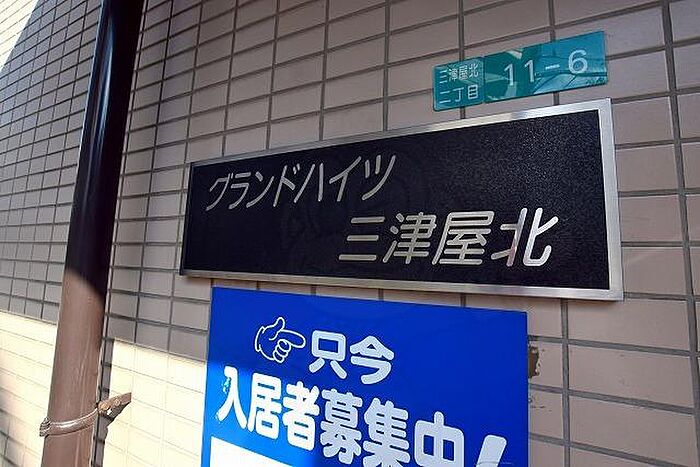 三津屋北
二丁目
11-6
グランドハイツ
三津屋北
只今
入居者募集中!